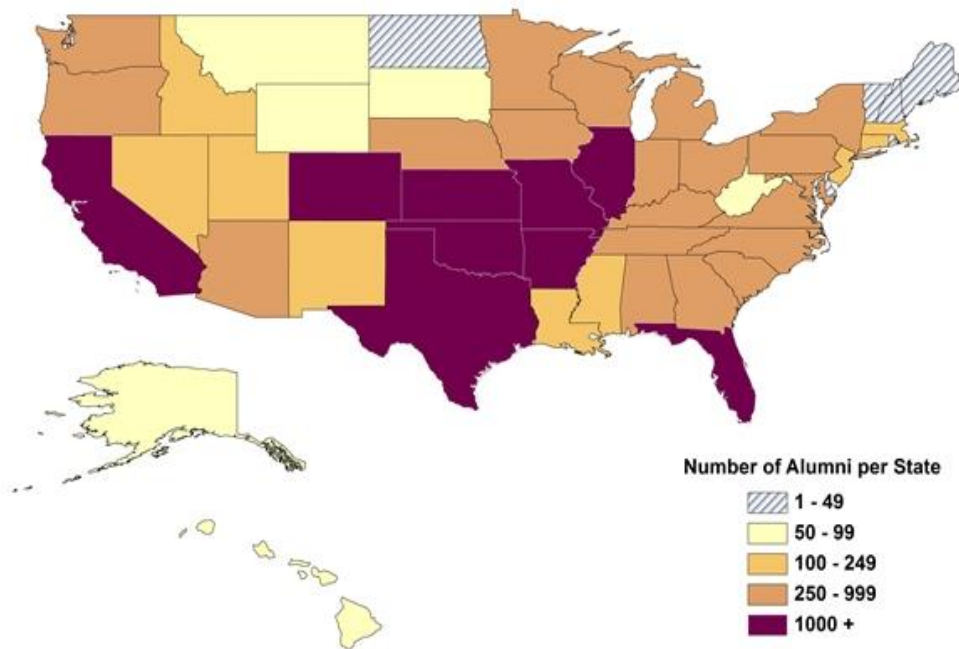 Number of Alumni per State
1 - 49
50 - 99
100 - 249
250 - 999
1000 +